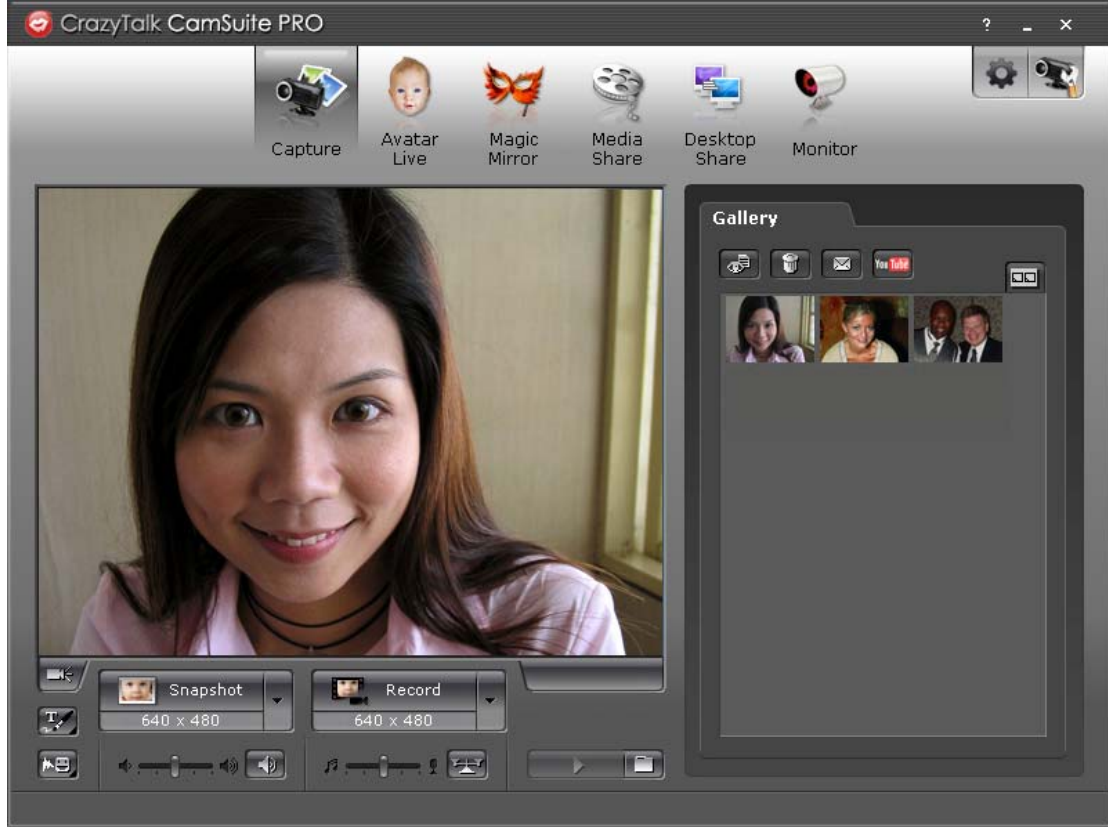 CrazyTalk CamSuite PRO
?
Capture
Avatar
Live
Magic
Mirror
Media
Share
Desktop
Share
Monitor
Gallery
You Tube
Snapshot
640 x 480
Record
640 x 480
T